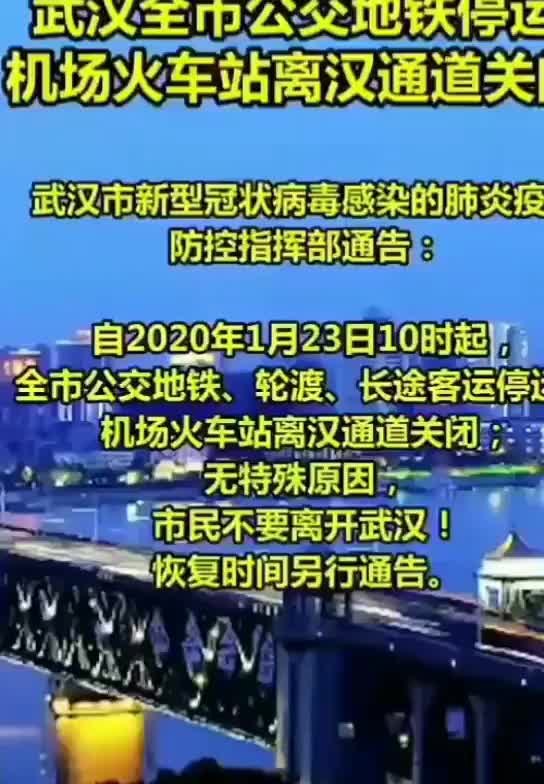 武汉全市公交地铁停运
机场火车站离汉通道关闭
武汉市新型冠状病毒感染的肺炎疫
防控指挥部通告：
自2020年1月23日10时起，
全市公交地铁、轮渡、长途客运停运
机场火车站离汉通道关闭；
无特殊原因，
市民不要离开武汉！
恢复时间另行通告。